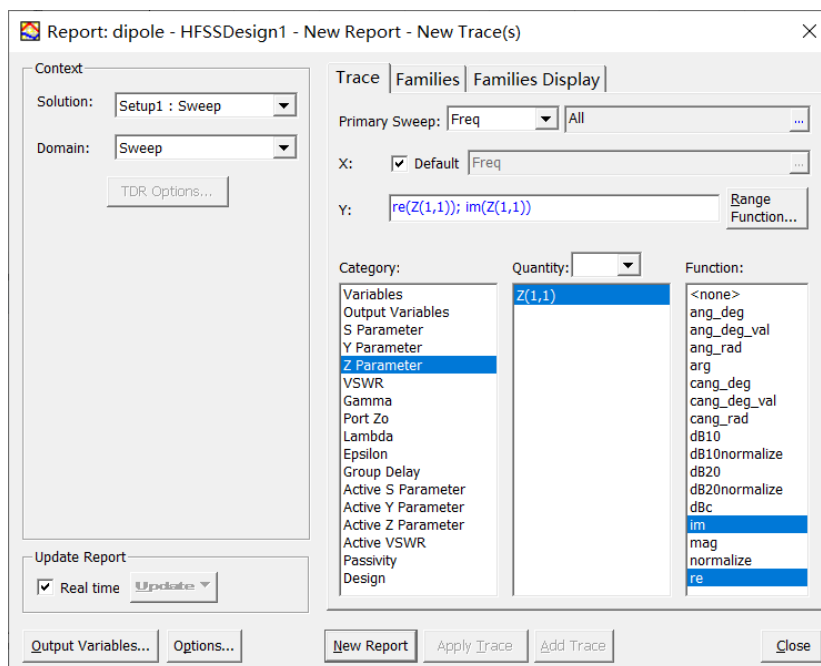 Report: dipole - HFSSDesign1 - New Report - New Trace(s)
Context
Solution: Setup1 : Sweep
Domain: Sweep
TDR Options...
Update Report
Real time Update
Output Variables... Options...
Trace Families Families Display
Primary Sweep: Freq All ...
X: Default Freq ...
Y: re(Z(1,1)); im(Z(1,1)) Range Function...
Category:
Variables
Output Variables
S Parameter
Y Parameter
Z Parameter
VSWR
Gamma
Port Zo
Lambda
Epsilon
Group Delay
Active S Parameter
Active Y Parameter
Active Z Parameter
Active VSWR
Passivity
Design
Quantity:
Z(1,1)
Function:
<none>
ang_deg
ang_deg_val
ang_rad
arg
cang_deg
cang_deg_val
cang_rad
dB10
dB10normalize
dB20
dB20normalize
dBc
im
mag
normalize
re
New Report Apply Trace Add Trace Close